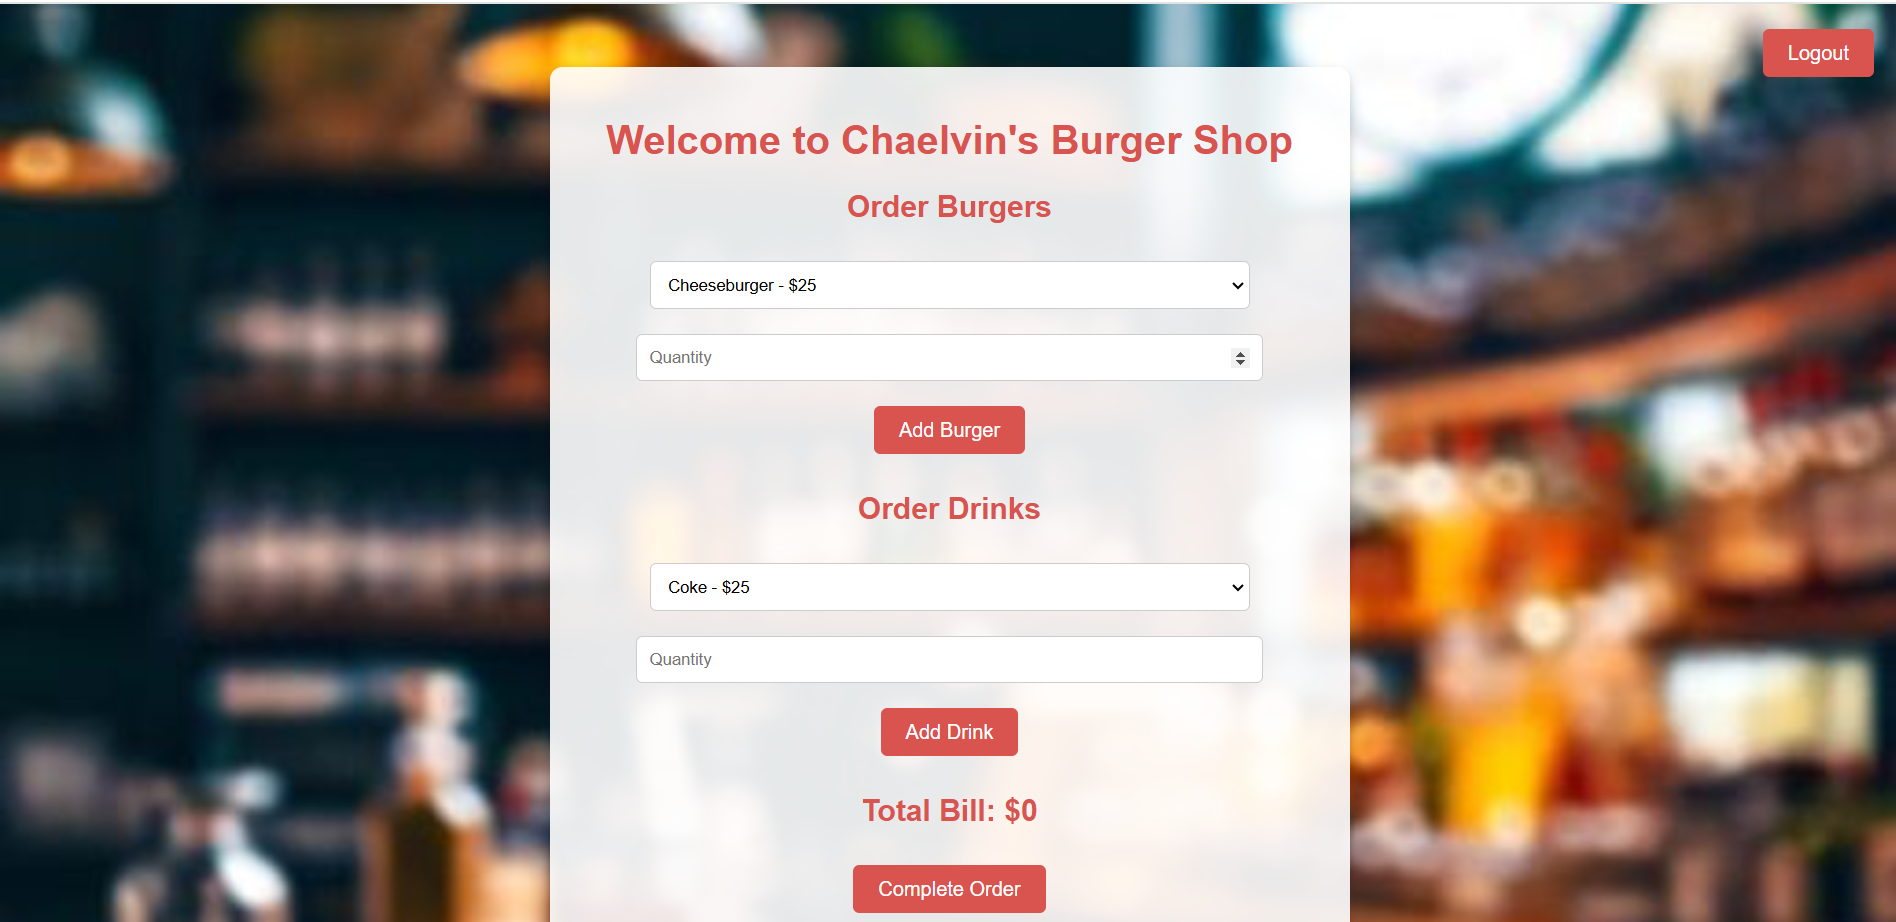 Logout
Welcome to Chaelvin's Burger Shop
Order Burgers
Cheeseburger - $25
Quantity
Add Burger
Order Drinks
Coke - $25
Quantity
Add Drink
Total Bill: $0
Complete Order